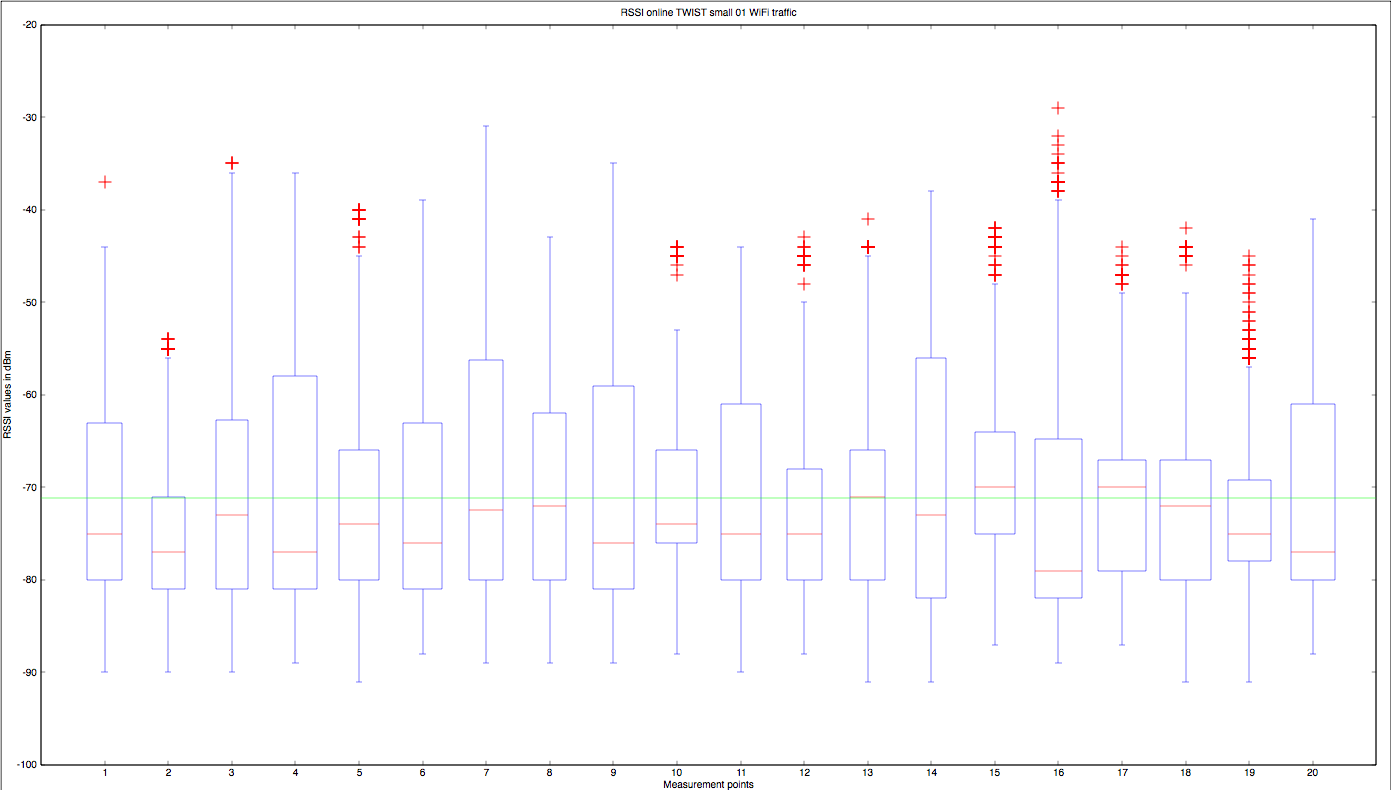 RSSI online TWIST small 01 WiFi traffic
-20
-30
-40
-50
-60
-70
-80
-90
-100
RSSI values in dBm
1 2 3 4 5 6 7 8 9 10 11 12 13 14 15 16 17 18 19 20
Measurement points